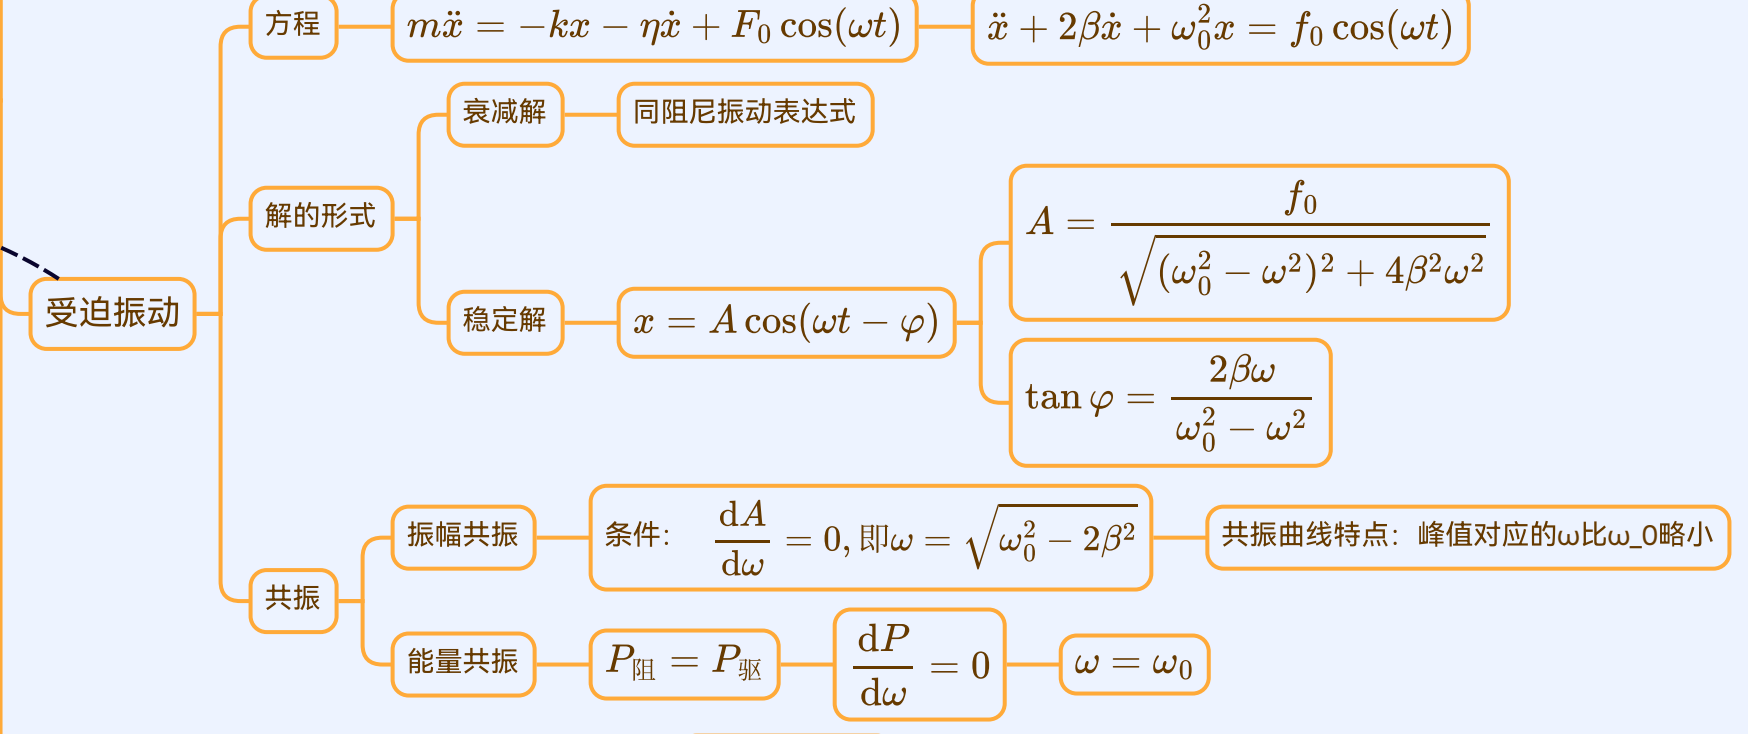 受迫振动
方程
mẍ = −kx − ηẋ + F₀ cos(ωt)
ẍ + 2βẋ + ω₀²x = f₀ cos(ωt)
解的形式
衰减解
同阻尼振动表达式
稳定解
x = A cos(ωt − φ)
A = f₀ / √((ω₀² − ω²)² + 4β²ω²)
tan φ = 2βω / (ω₀² − ω²)
共振
振幅共振
条件： dA/dω = 0, 即ω = √(ω₀² − 2β²)
共振曲线特点：峰值对应的ω比ω_0略小
能量共振
P阻 = P驱
dP/dω = 0
ω = ω₀